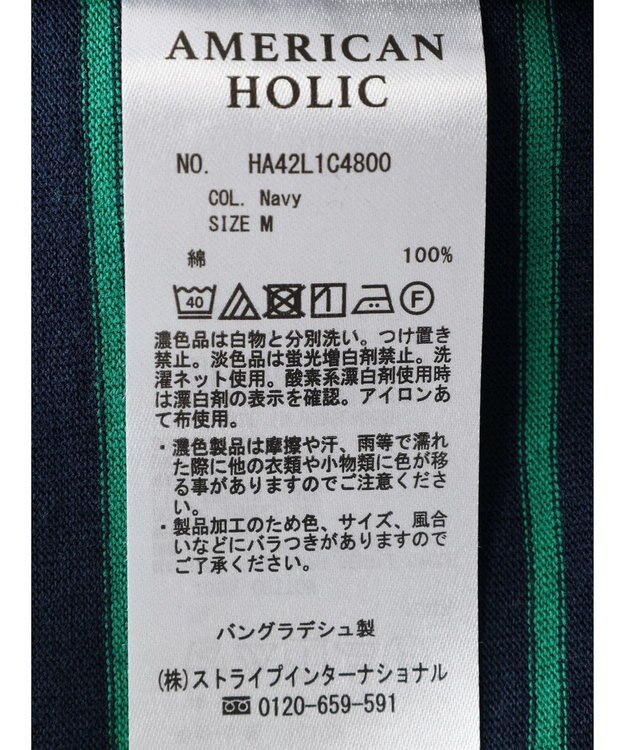 AMERICAN
HOLIC
NO. HA42L1C4800
COL. Navy
SIZE M
綿 100%
40 F
濃色品は白物と分別洗い。つけ置き
禁止。淡色品は蛍光増白剤禁止。洗
濯ネット使用。酸素系漂白剤使用時
は漂白剤の表示を確認。アイロンあ
て布使用。
・濃色製品は摩擦や汗、雨等で濡れ
た際に他の衣類や小物類に色が移
る事がありますのでご注意くださ
い。
・製品加工のため色、サイズ、風合
いなどにバラつきがありますので
ご了承ください。
バングラデシュ製
(株)ストライプインターナショナル
0120-659-591